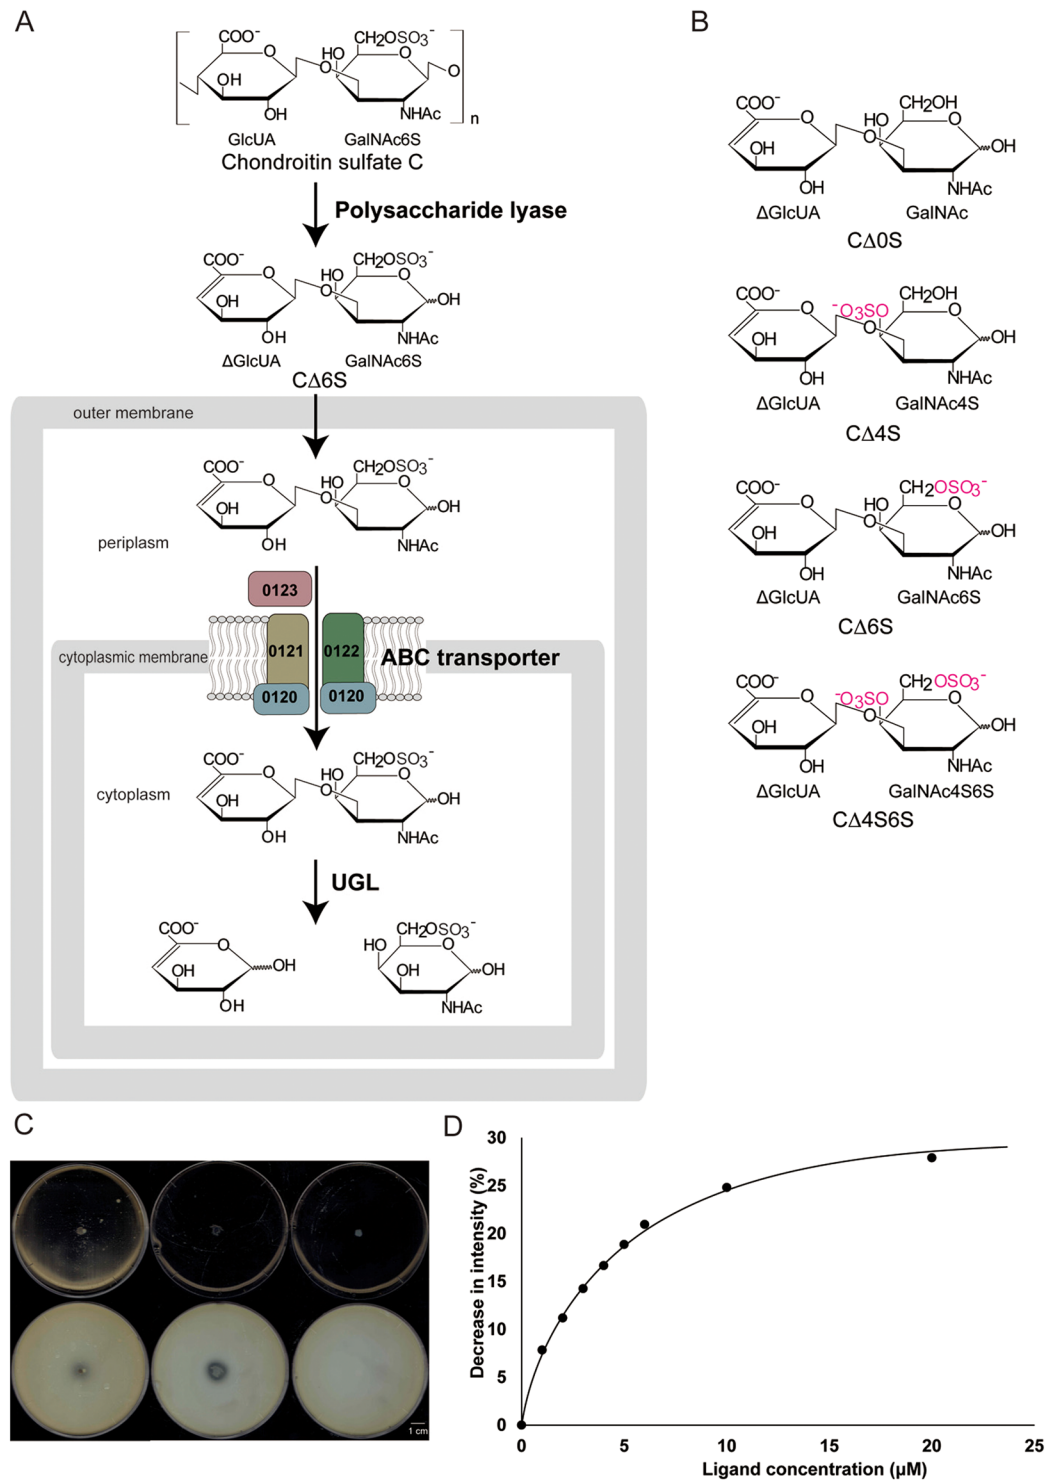 A
COO⁻
O
OH
OH
CH2OSO3⁻
HO
O
O
NHAc
O
n
GlcUA
GalNAc6S
Chondroitin sulfate C
Polysaccharide lyase
COO⁻
O
OH
OH
CH2OSO3⁻
HO
O
O
OH
NHAc
ΔGlcUA
GalNAc6S
CΔ6S
outer membrane
COO⁻
O
OH
OH
CH2OSO3⁻
HO
O
O
OH
NHAc
periplasm
0123
0121
0122
cytoplasmic membrane
ABC transporter
0120
0120
COO⁻
O
OH
OH
CH2OSO3⁻
HO
O
O
OH
NHAc
cytoplasm
UGL
COO⁻
O
OH
OH
OH
CH2OSO3⁻
HO
O
OH
OH
NHAc
B
COO⁻
O
OH
OH
CH2OH
HO
O
O
OH
NHAc
ΔGlcUA
GalNAc
CΔ0S
COO⁻
O
OH
OH
⁻O3SO
CH2OH
O
O
OH
NHAc
ΔGlcUA
GalNAc4S
CΔ4S
COO⁻
O
OH
OH
CH2OSO3⁻
HO
O
O
OH
NHAc
ΔGlcUA
GalNAc6S
CΔ6S
COO⁻
O
OH
OH
⁻O3SO
CH2OSO3⁻
O
O
OH
NHAc
ΔGlcUA
GalNAc4S6S
CΔ4S6S
C
1 cm
D
Decrease in intensity (%)
30
25
20
15
10
5
0
0
5
10
15
20
25
Ligand concentration (µM)